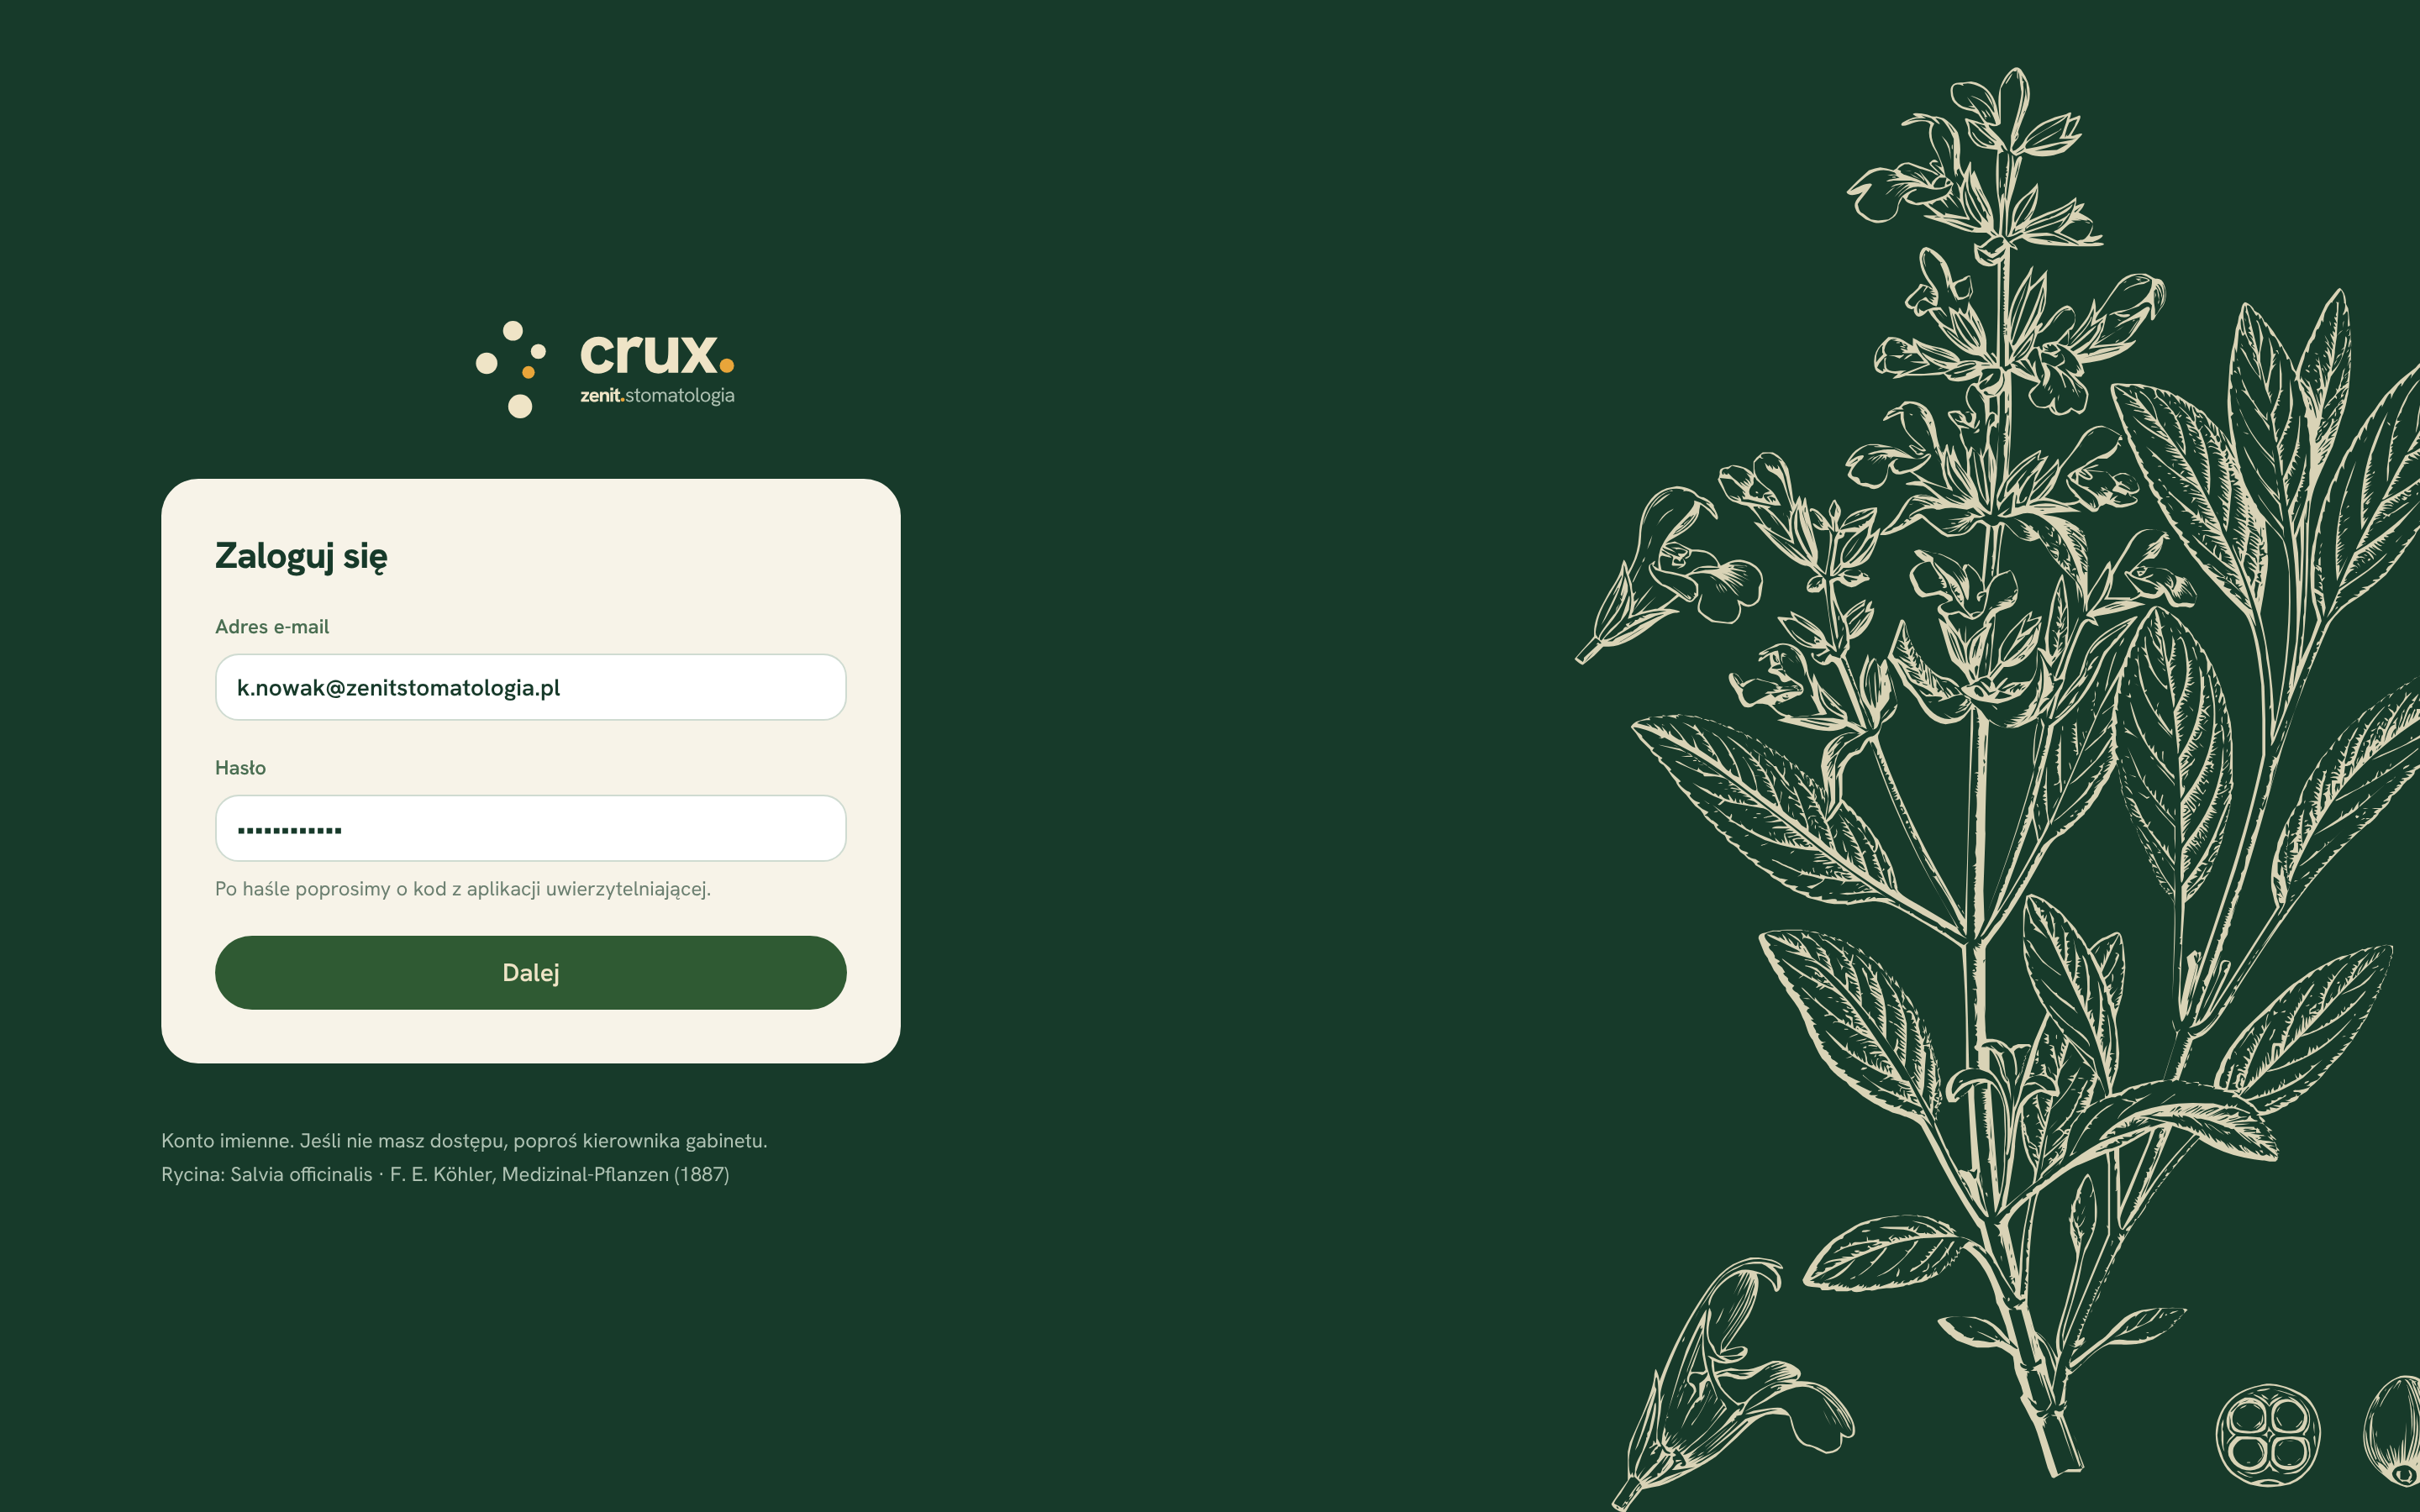 crux.
zenit.stomatologia
Zaloguj się
Adres e-mail
k.nowak@zenitstomatologia.pl
Hasło
Po haśle poprosimy o kod z aplikacji uwierzytelniającej.
Dalej
Konto imienne. Jeśli nie masz dostępu, poproś kierownika gabinetu.
Rycina: Salvia officinalis · F. E. Köhler, Medizinal-Pflanzen (1887)